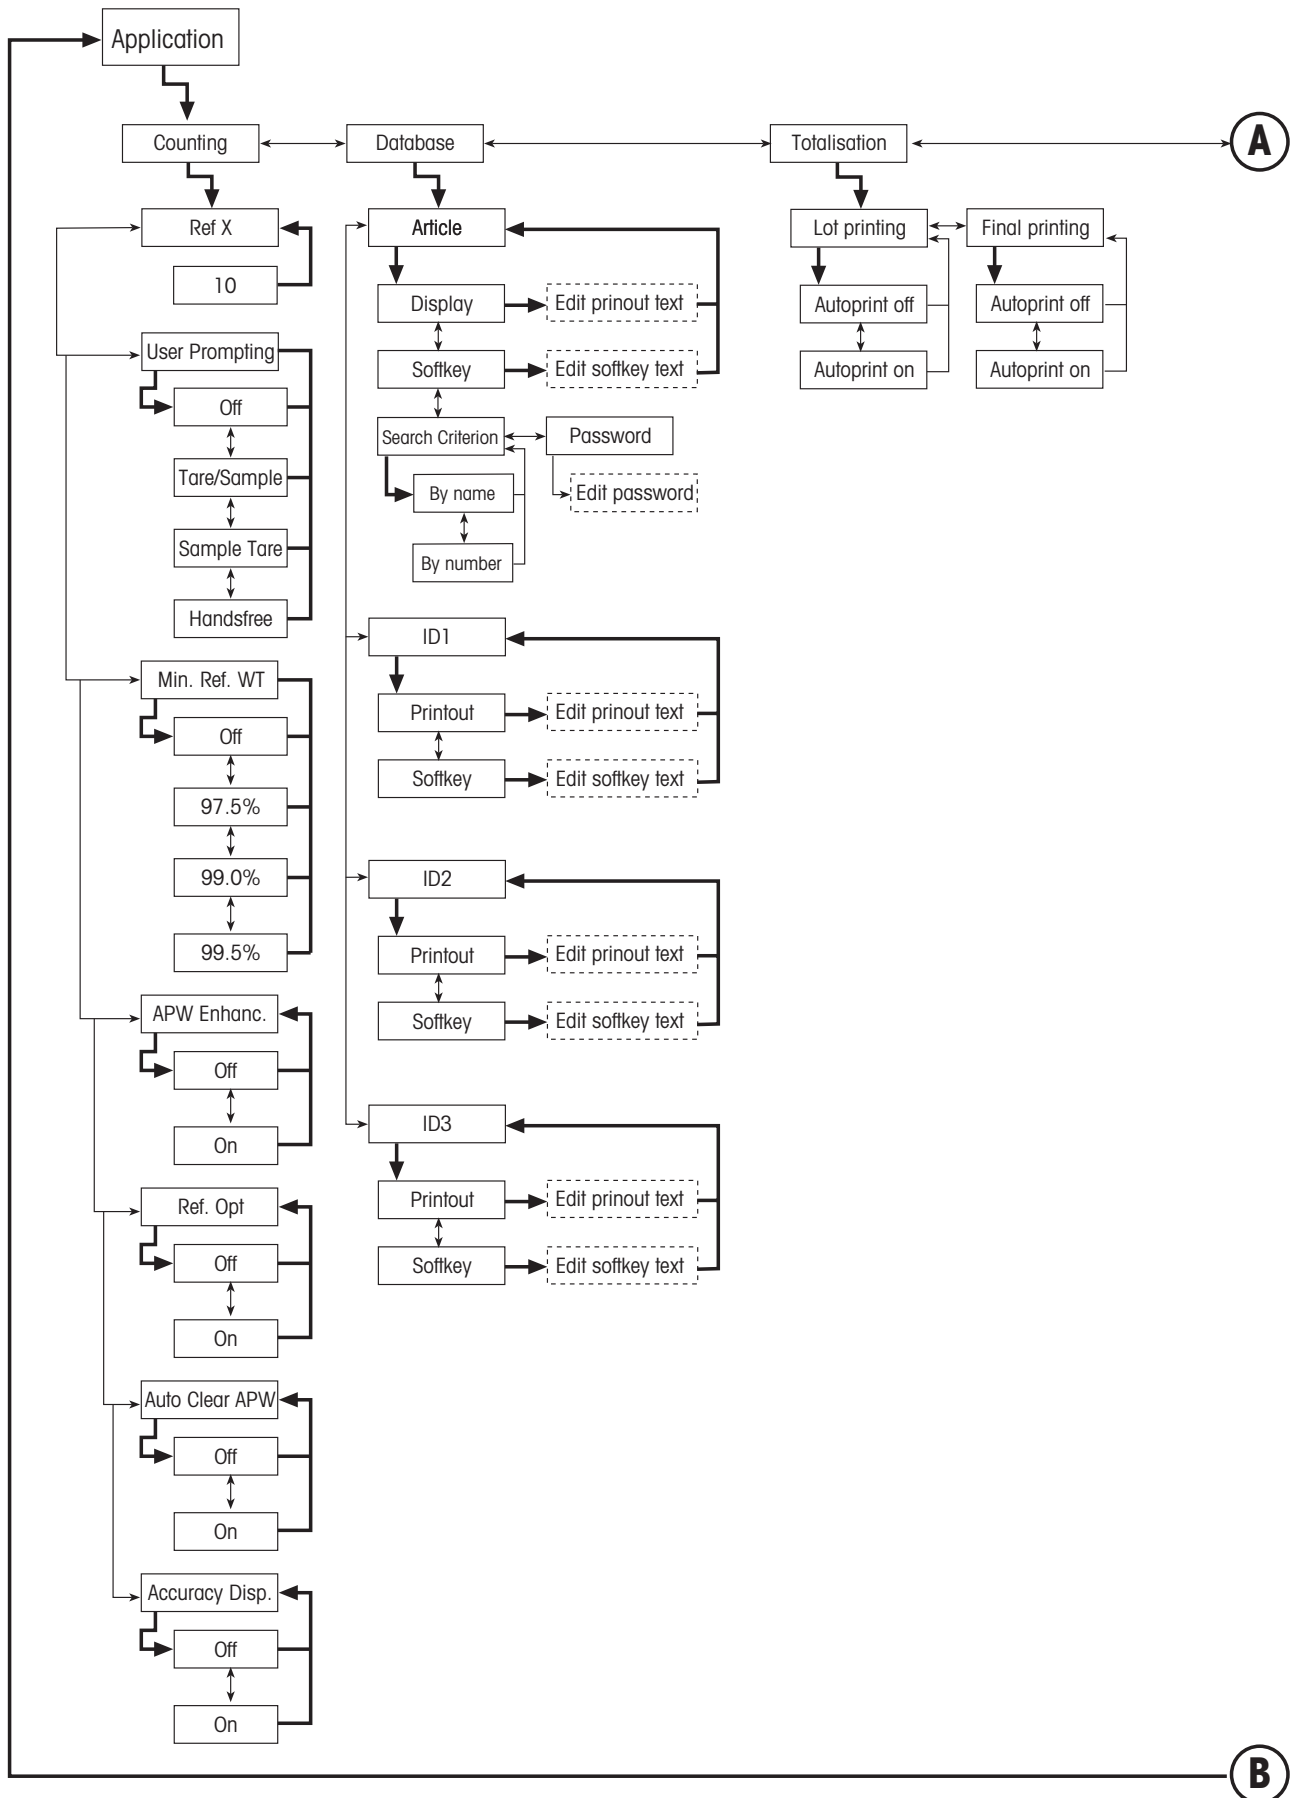 Application
Counting
Database
Totalisation
A
Ref X
10
User Prompting
Off
Tare/Sample
Sample Tare
Handsfree
Min. Ref. WT
Off
97.5%
99.0%
99.5%
APW Enhanc.
Off
On
Ref. Opt
Off
On
Auto Clear APW
Off
On
Accuracy Disp.
Off
On
Article
Display
Edit prinout text
Softkey
Edit softkey text
Search Criterion
Password
By name
Edit password
By number
ID1
Printout
Edit prinout text
Softkey
Edit softkey text
ID2
Printout
Edit prinout text
Softkey
Edit softkey text
ID3
Printout
Edit prinout text
Softkey
Edit softkey text
Lot printing
Autoprint off
Autoprint on
Final printing
Autoprint off
Autoprint on
B